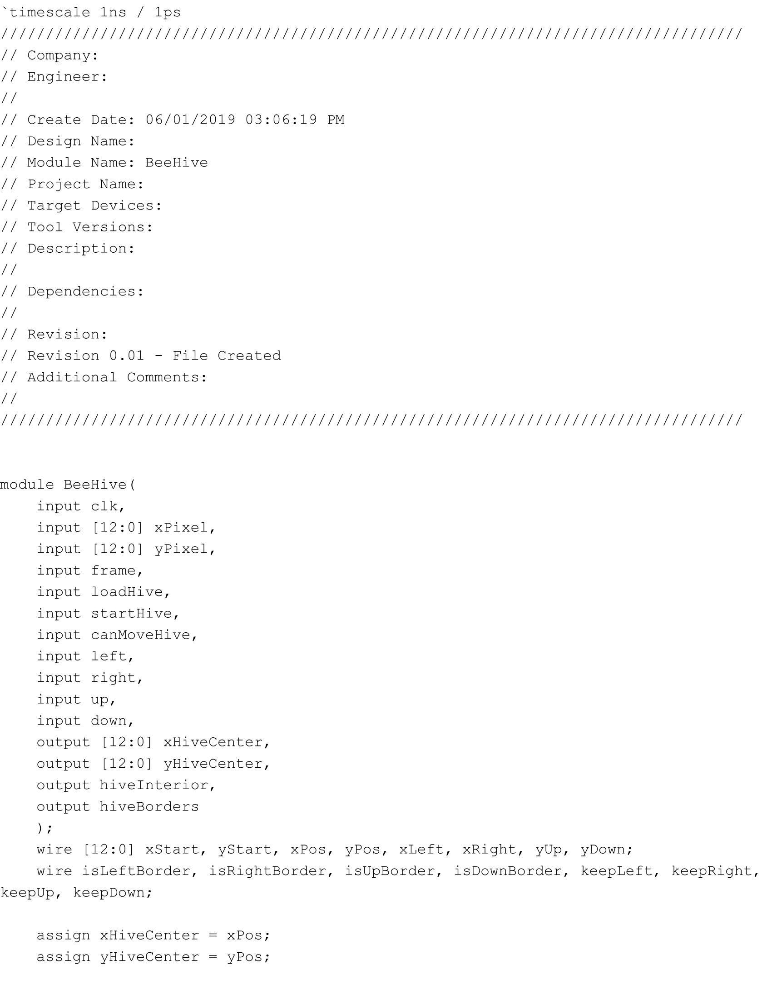 `timescale 1ns / 1ps
//////////////////////////////////////////////////////////////////////////////////
// Company:
// Engineer:
//
// Create Date: 06/01/2019 03:06:19 PM
// Design Name:
// Module Name: BeeHive
// Project Name:
// Target Devices:
// Tool Versions:
// Description:
//
// Dependencies:
//
// Revision:
// Revision 0.01 - File Created
// Additional Comments:
//
//////////////////////////////////////////////////////////////////////////////////
module BeeHive(
    input clk,
    input [12:0] xPixel,
    input [12:0] yPixel,
    input frame,
    input loadHive,
    input startHive,
    input canMoveHive,
    input left,
    input right,
    input up,
    input down,
    output [12:0] xHiveCenter,
    output [12:0] yHiveCenter,
    output hiveInterior,
    output hiveBorders
    );
    wire [12:0] xStart, yStart, xPos, yPos, xLeft, xRight, yUp, yDown;
    wire isLeftBorder, isRightBorder, isUpBorder, isDownBorder, keepLeft, keepRight,
keepUp, keepDown;
    assign xHiveCenter = xPos;
    assign yHiveCenter = yPos;